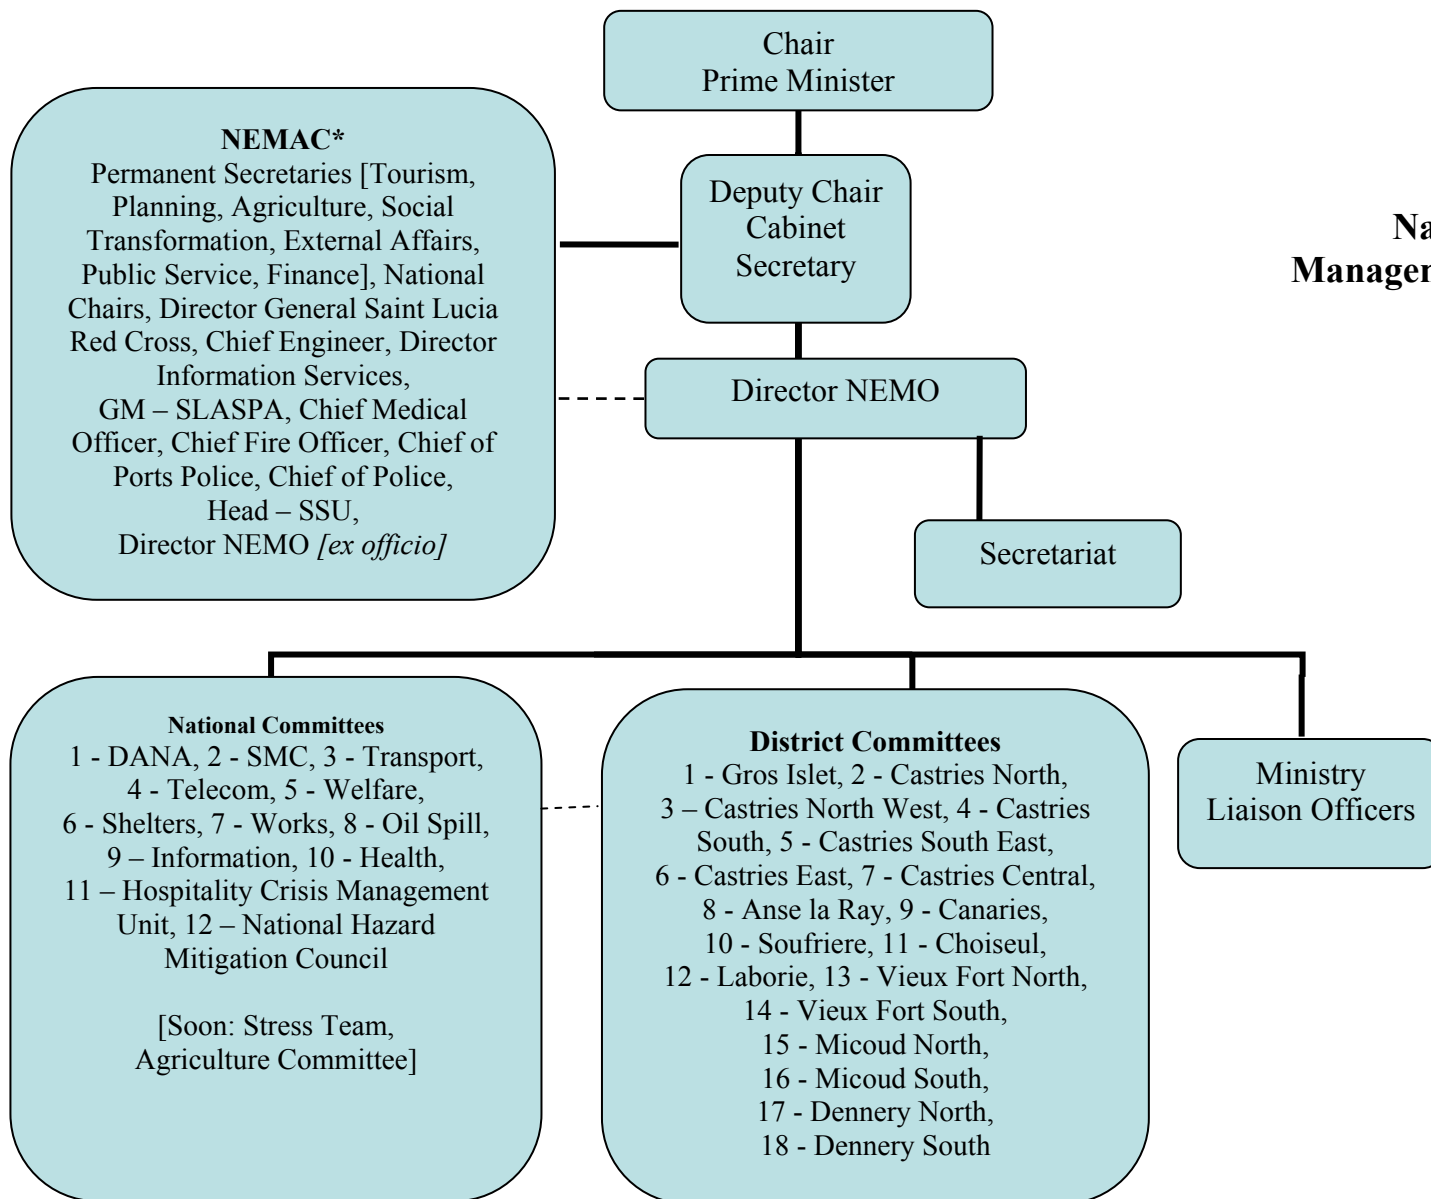 Chair
Prime Minister
NEMAC*
Permanent Secretaries [Tourism,
Planning, Agriculture, Social
Transformation, External Affairs,
Public Service, Finance], National
Chairs, Director General Saint Lucia
Red Cross, Chief Engineer, Director
Information Services,
GM – SLASPA, Chief Medical
Officer, Chief Fire Officer, Chief of
Ports Police, Chief of Police,
Head – SSU,
Director NEMO [ex officio]
Deputy Chair
Cabinet
Secretary
Na
Manager
Director NEMO
Secretariat
National Committees
1 - DANA, 2 - SMC, 3 - Transport,
4 - Telecom, 5 - Welfare,
6 - Shelters, 7 - Works, 8 - Oil Spill,
9 – Information, 10 - Health,
11 – Hospitality Crisis Management
Unit, 12 – National Hazard
Mitigation Council
[Soon: Stress Team,
Agriculture Committee]
District Committees
1 - Gros Islet, 2 - Castries North,
3 – Castries North West, 4 - Castries
South, 5 - Castries South East,
6 - Castries East, 7 - Castries Central,
8 - Anse la Ray, 9 - Canaries,
10 - Soufriere, 11 - Choiseul,
12 - Laborie, 13 - Vieux Fort North,
14 - Vieux Fort South,
15 - Micoud North,
16 - Micoud South,
17 - Dennery North,
18 - Dennery South
Ministry
Liaison Officers